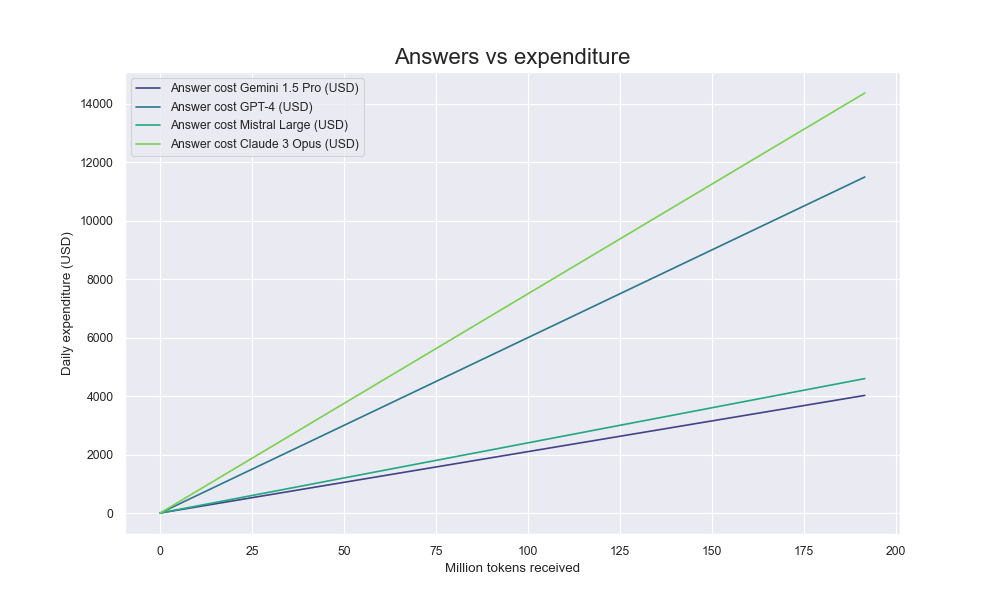 Answers vs expenditure
Answer cost Gemini 1.5 Pro (USD)
Answer cost GPT-4 (USD)
Answer cost Mistral Large (USD)
Answer cost Claude 3 Opus (USD)
Daily expenditure (USD)
14000
12000
10000
8000
6000
4000
2000
0
0 25 50 75 100 125 150 175 200
Million tokens received